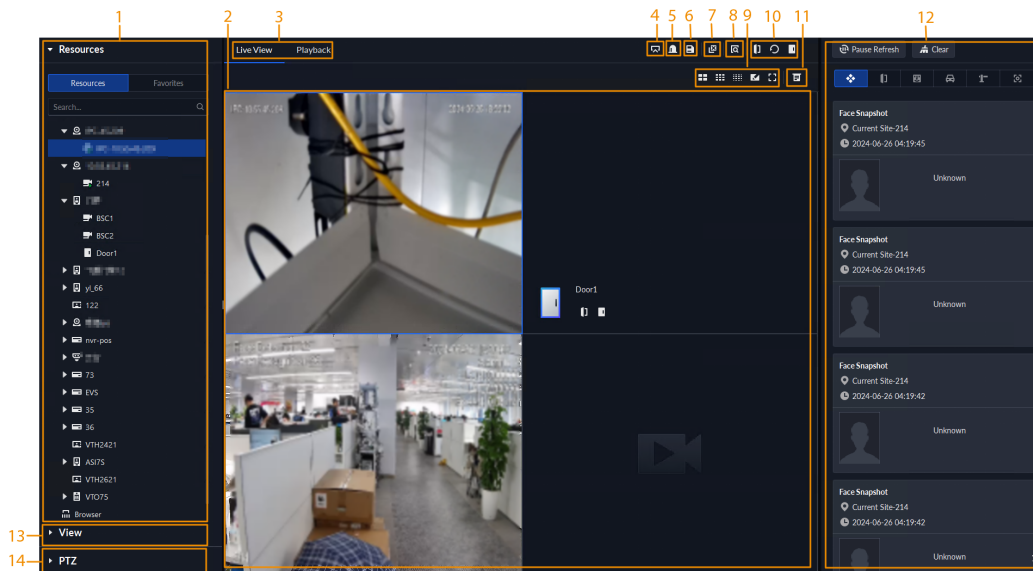 1
2
3
4
5
6
7
8
9
10
11
12
Resources
Resources
Favorites
Search...
214
BSC1
BSC2
Door1
yl_66
122
nvr-pos
73
EVS
35
36
VTH2421
ASI7S
VTH2621
VTO75
Browser
13
View
14
PTZ
Live View
Playback
Door1
Pause Refresh
Clear
Face Snapshot
Current Site-214
2024-06-26 04:19:45
Unknown
Face Snapshot
Current Site-214
2024-06-26 04:19:45
Unknown
Face Snapshot
Current Site-214
2024-06-26 04:19:42
Unknown
Face Snapshot
Current Site-214
2024-06-26 04:19:42
Unknown